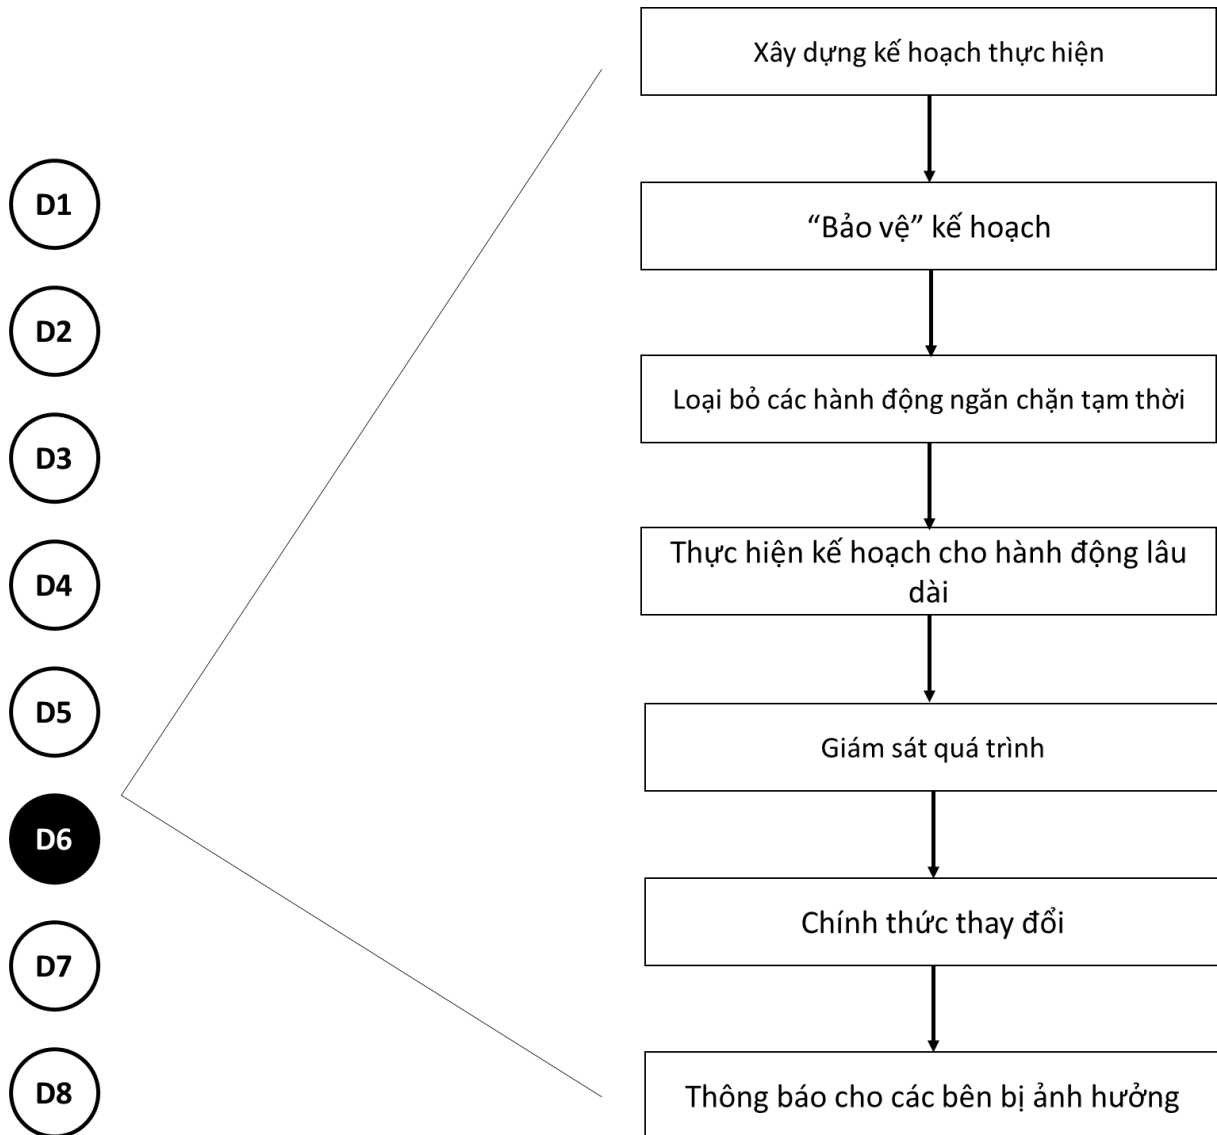 D1
D2
D3
D4
D5
D6
D7
D8
Xây dựng kế hoạch thực hiện
“Bảo vệ” kế hoạch
Loại bỏ các hành động ngăn chặn tạm thời
Thực hiện kế hoạch cho hành động lâu
dài
Giám sát quá trình
Chính thức thay đổi
Thông báo cho các bên bị ảnh hưởng